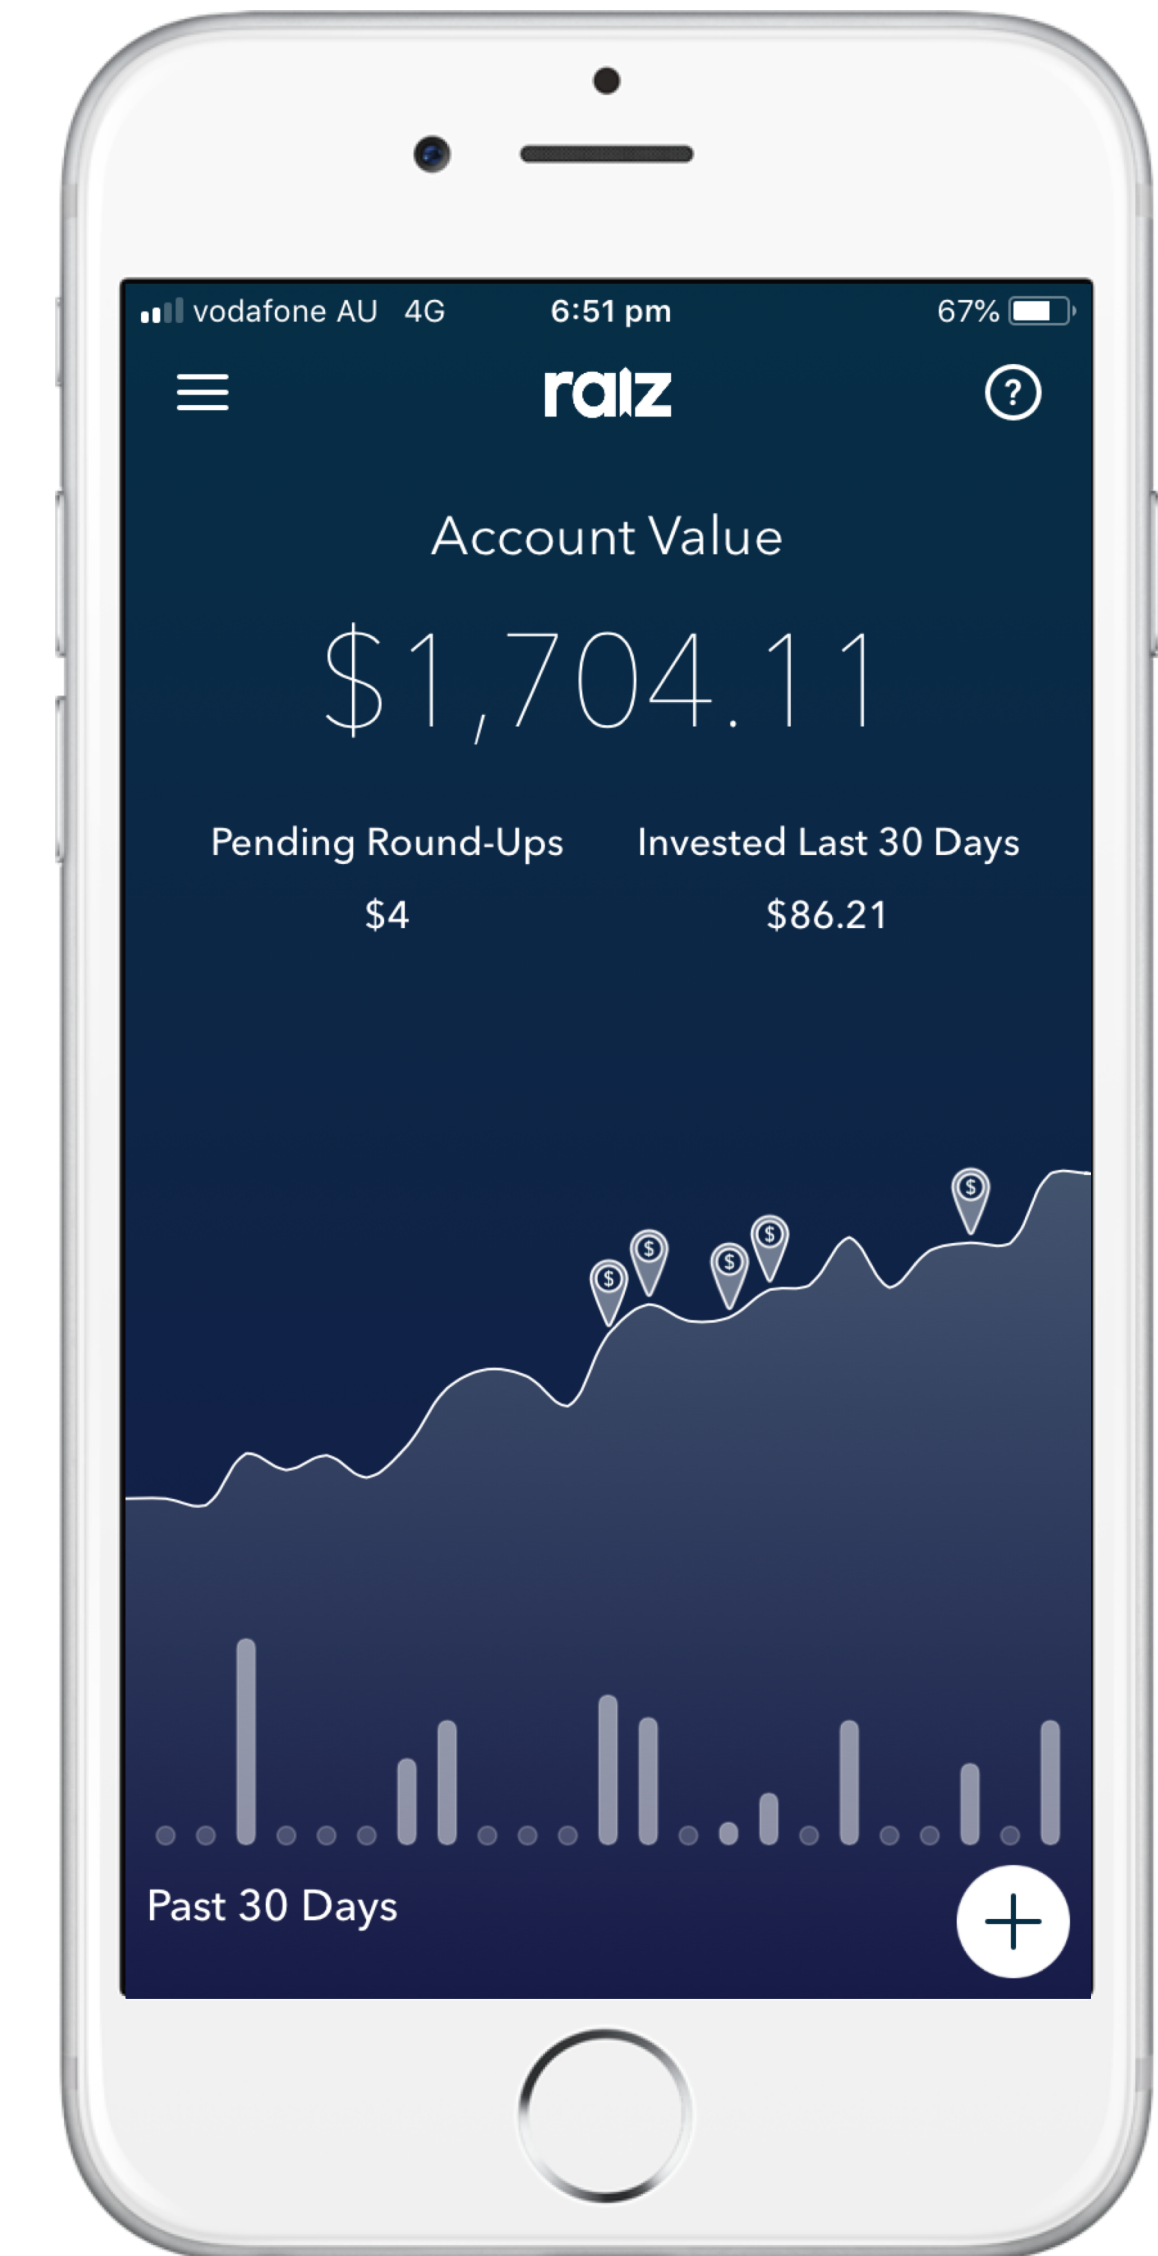 vodafone AU 4G 6:51 pm 67%
raiz ?
Account Value
$1,704.11
Pending Round-Ups Invested Last 30 Days
$4 $86.21
$ $ $ $ $
Past 30 Days
+